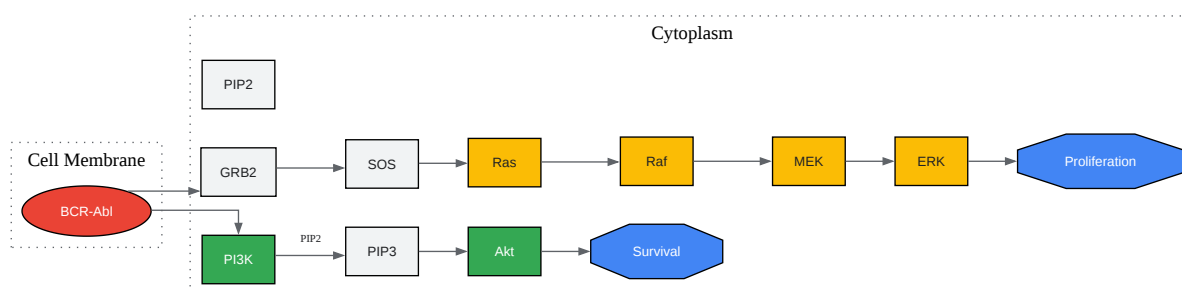 Cytoplasm
PIP2
Cell Membrane
BCR-Abl
GRB2
SOS
Ras
Raf
MEK
ERK
Proliferation
PI3K
PIP2
PIP3
Akt
Survival